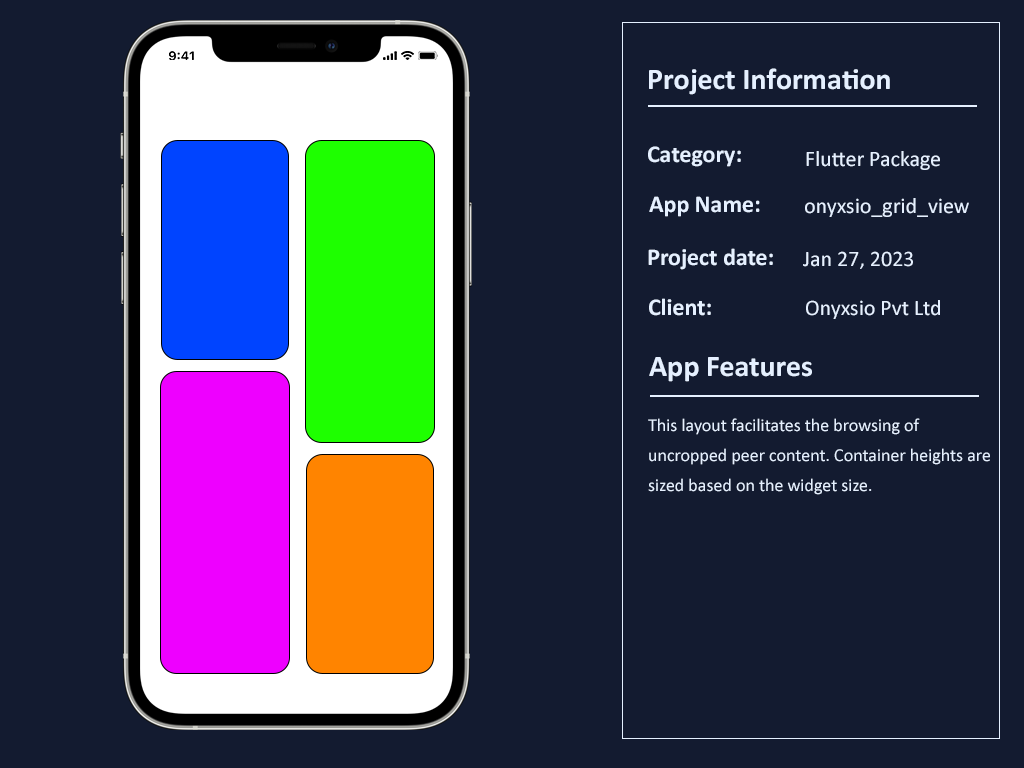 9:41
Project Information
Category: Flutter Package
App Name: onyxsio_grid_view
Project date: Jan 27, 2023
Client: Onyxsio Pvt Ltd
App Features
This layout facilitates the browsing of
uncropped peer content. Container heights are
sized based on the widget size.